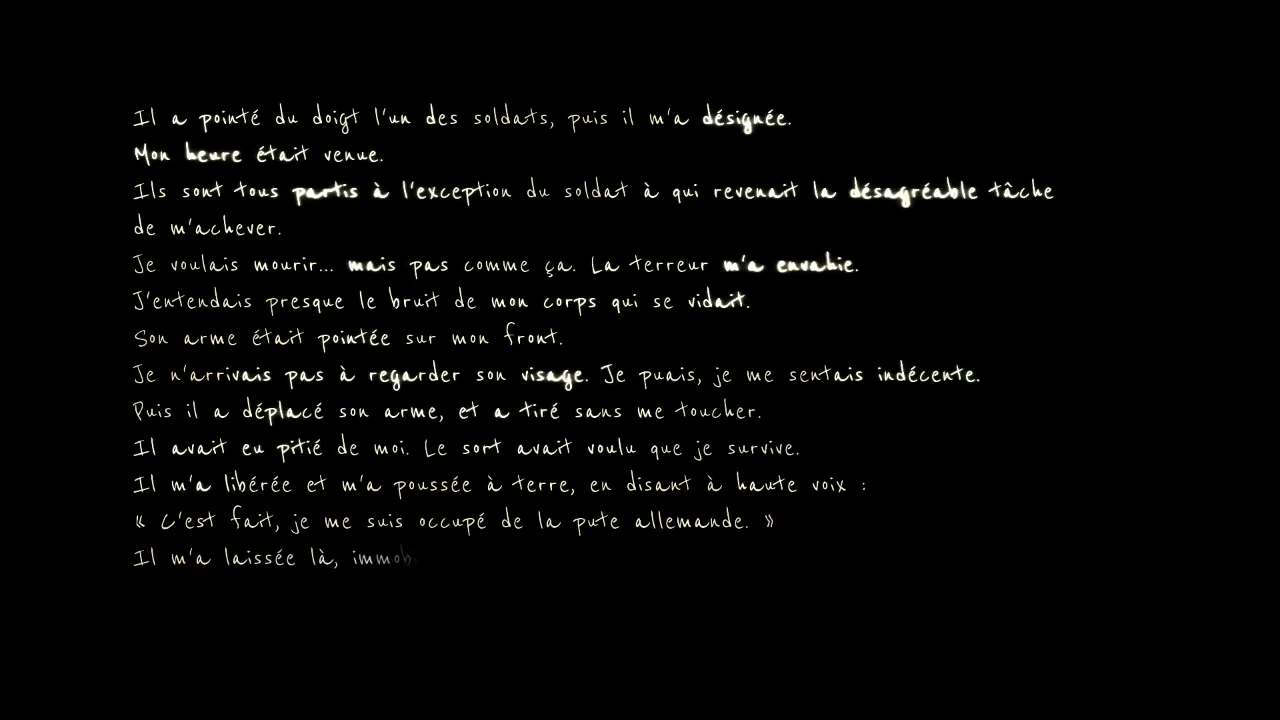 Il a pointé du doigt l'un des soldats, puis il m'a désignée.
Mon heure était venue.
Ils sont tous partis à l'exception du soldat à qui revenait la désagréable tâche
de m'achever.
Je voulais mourir... mais pas comme ça. La terreur m'a envahie.
J'entendais presque le bruit de mon corps qui se vidait.
Son arme était pointée sur mon front.
Je n'arrivais pas à regarder son visage. Je puais, je me sentais indécente.
Puis il a déplacé son arme, et a tiré sans me toucher.
Il avait eu pitié de moi. Le sort avait voulu que je survive.
Il m'a libérée et m'a poussée à terre, en disant à haute voix :
« C'est fait, je me suis occupé de la pute allemande. »
Il m'a laissée là, immob